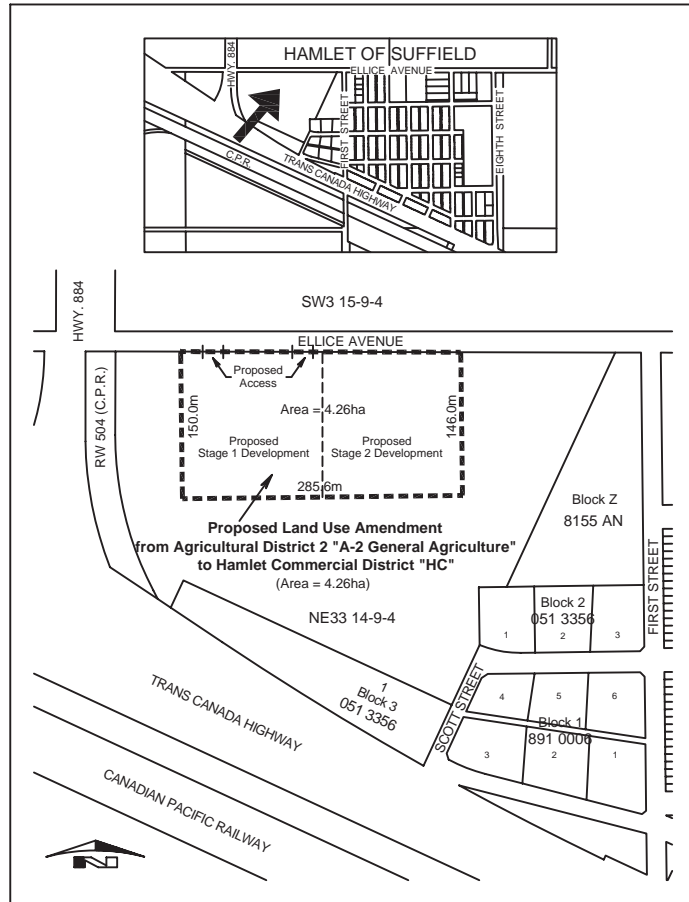 HAMLET OF SUFFIELD
ELLICE AVENUE
HWY. 884
FIRST STREET
EIGHTH STREET
C.P.R.
TRANS CANADA HIGHWAY
HWY. 884
SW3 15-9-4
ELLICE AVENUE
RW 504 (C.P.R.)
Proposed
Access
150.0m
Area = 4.26ha
146.0m
Proposed
Stage 1 Development
Proposed
Stage 2 Development
285.6m
Proposed Land Use Amendment
from Agricultural District 2 "A-2 General Agriculture"
to Hamlet Commercial District "HC"
(Area = 4.26ha)
NE33 14-9-4
Block Z
8155 AN
FIRST STREET
Block 2
051 3356
1
2
3
1
Block 3
051 3356
SCOTT STREET
4
5
6
Block 1
891 0006
3
2
1
TRANS CANADA HIGHWAY
CANADIAN PACIFIC RAILWAY
N